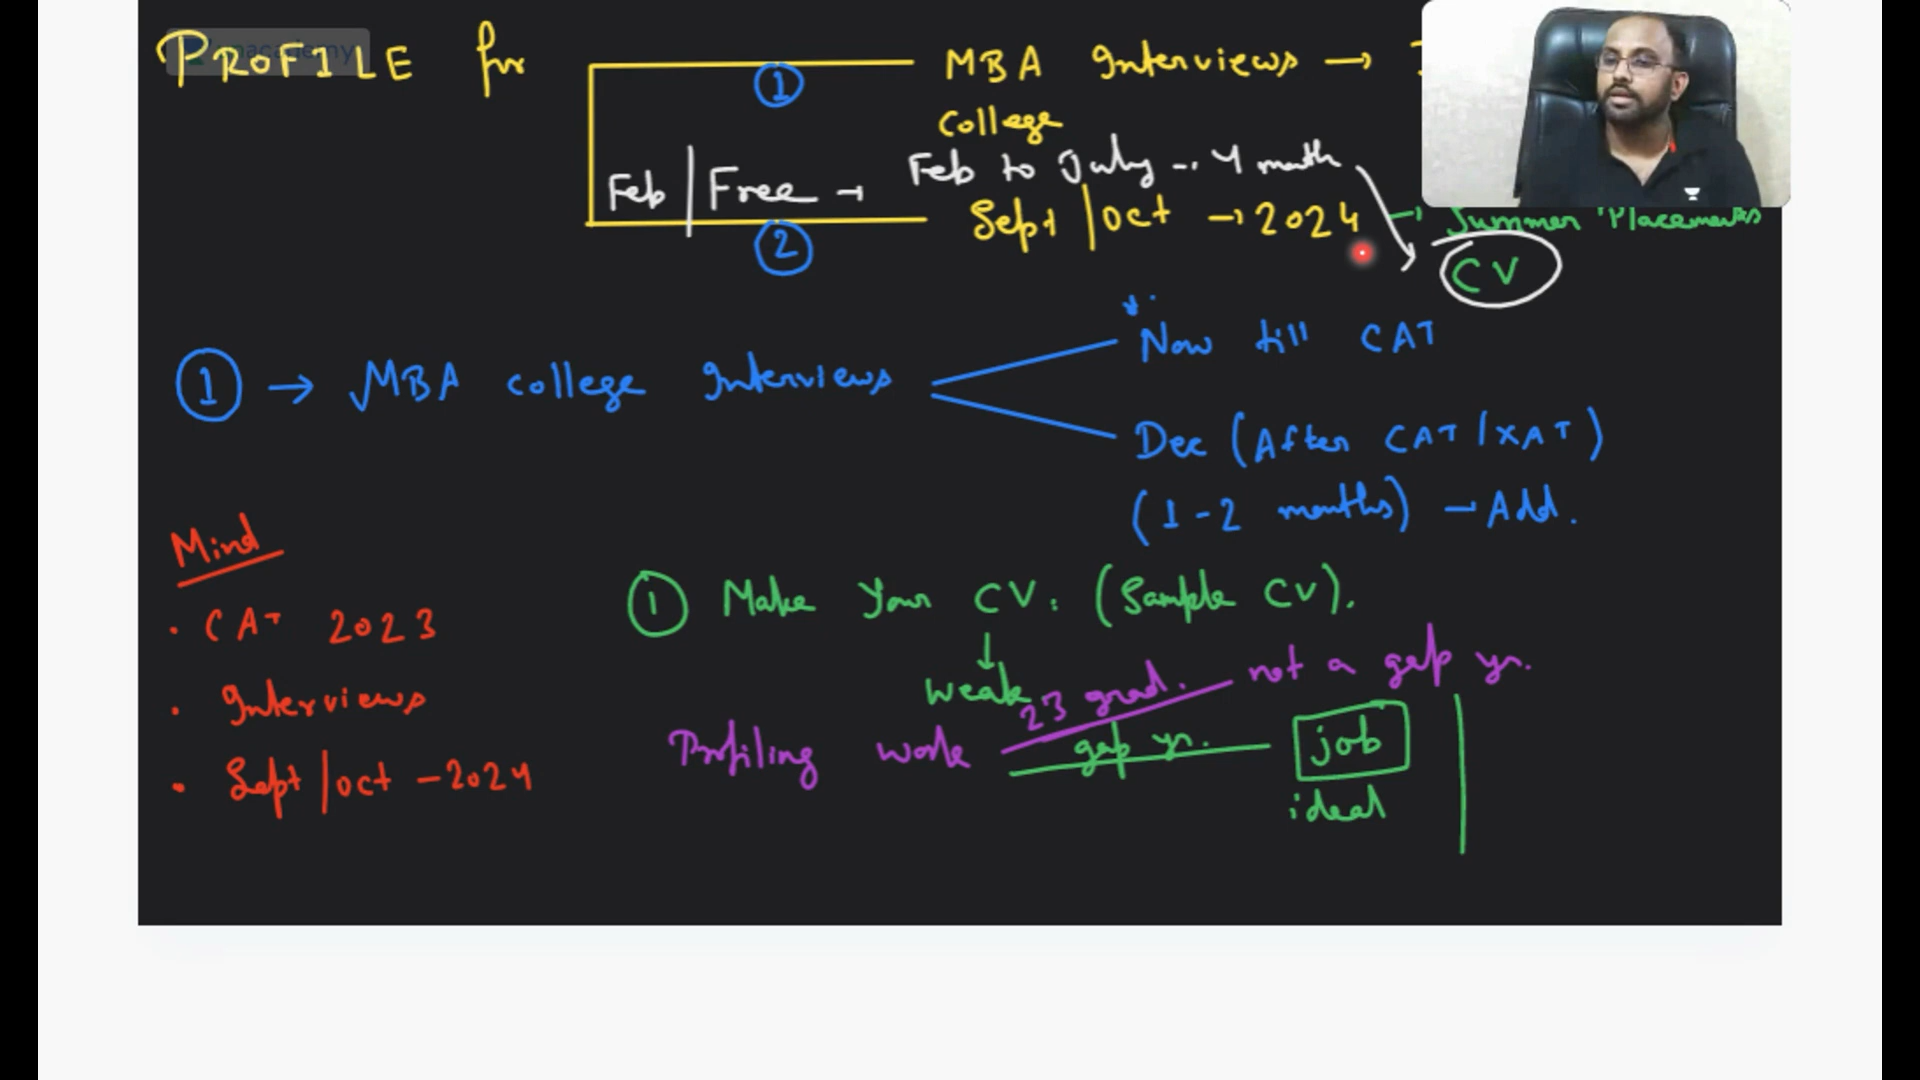 PROFILE for
① MBA Interviews →
College
Feb | Free → Feb to July -. 4 month
② Sept | Oct → 2024 → Summer Placements
CV
① → MBA college Interviews
Now till CAT
Dec (After CAT / XAT)
(1-2 months) → Add.
Mind
① Make Your CV. (Sample CV).
. CAT 2023
weak
23 grad. not a gap yr.
. Interviews
Profiling work gap yr. job
. Sept | Oct - 2024
ideal